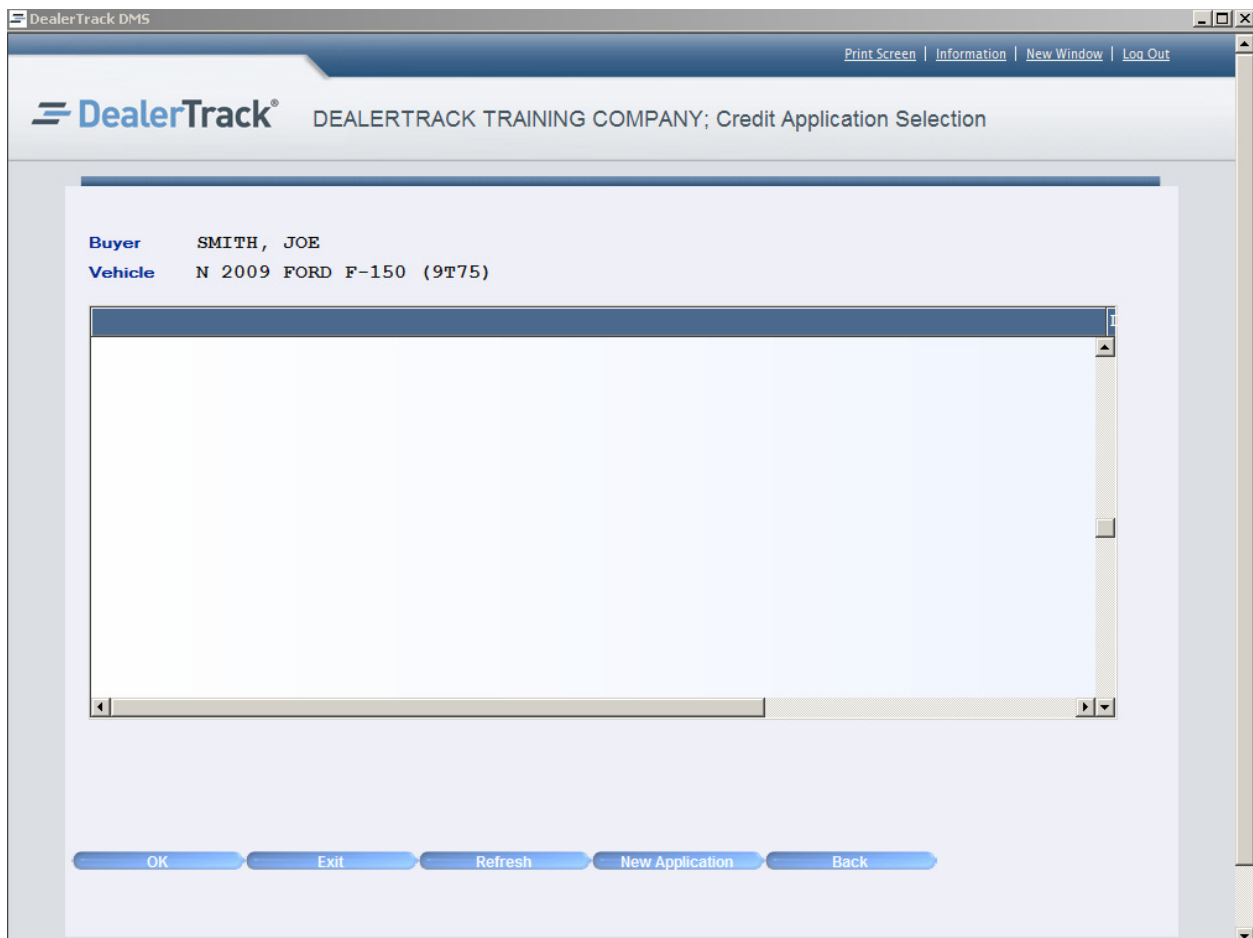 DealerTrack DMS
Print Screen | Information | New Window | Log Out
DealerTrack® DEALERTRACK TRAINING COMPANY; Credit Application Selection
Buyer SMITH, JOE
Vehicle N 2009 FORD F-150 (9T75)
OK Exit Refresh New Application Back